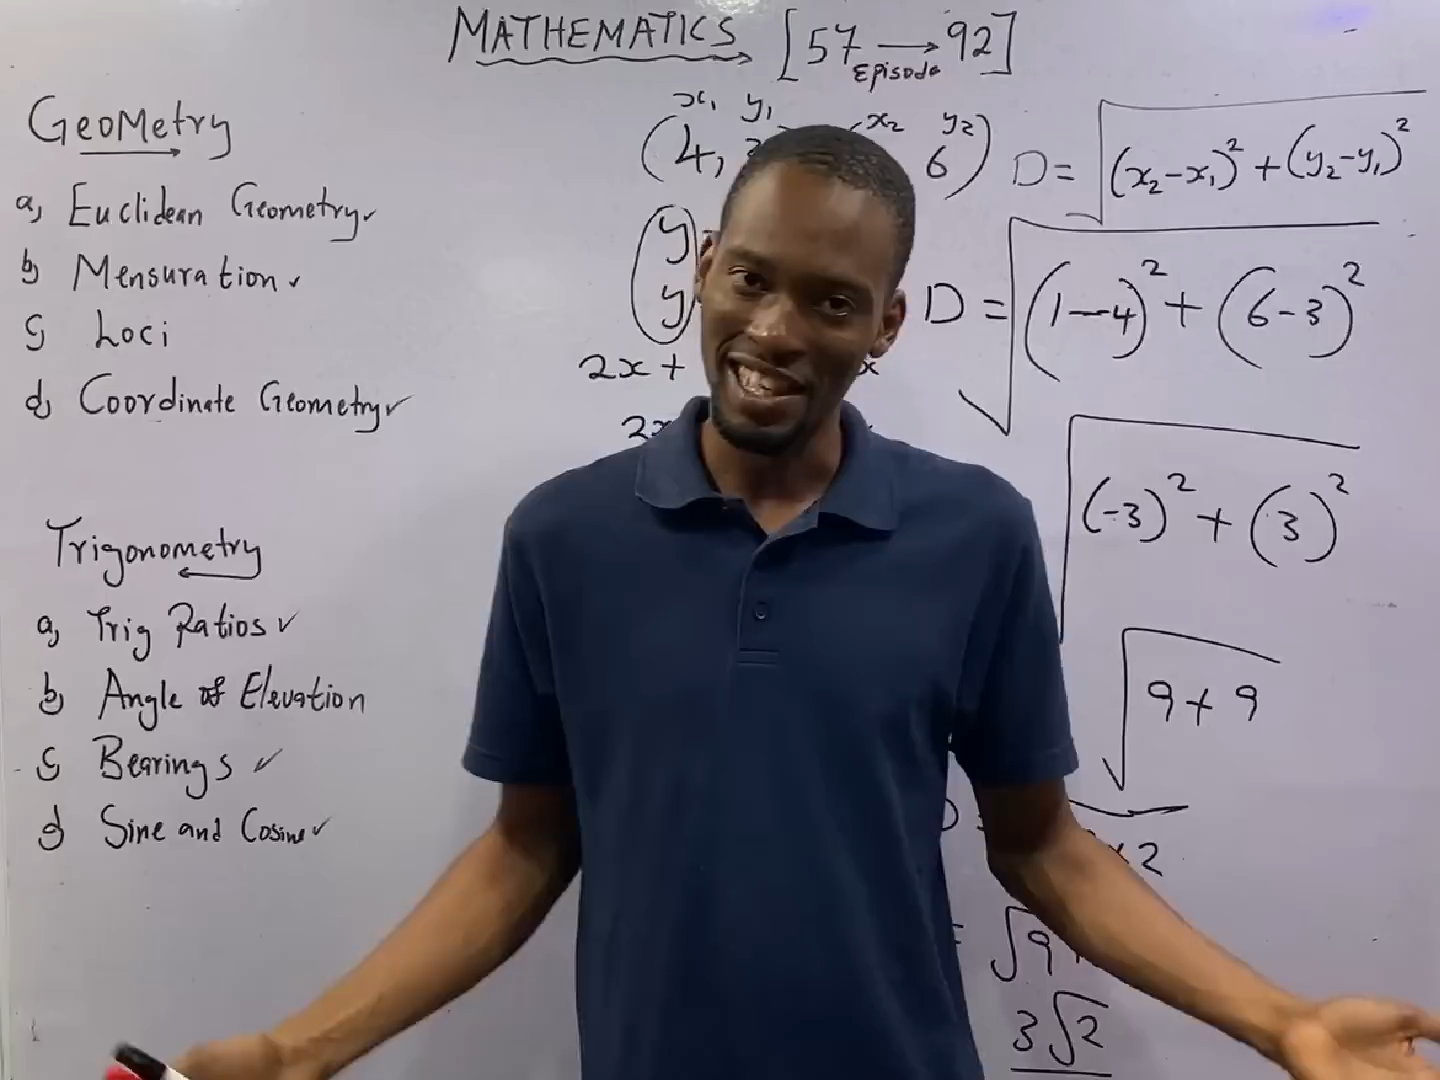 MATHEMATICS [57 → 92]
Episode
Geometry
a, Euclidean Geometry ✓
b, Mensuration ✓
c, Loci
d, Coordinate Geometry ✓
Trigonometry
a, Trig Ratios ✓
b, Angle of Elevation
c, Bearings ✓
d, Sine and Cosine ✓
x₁ y₁ x₂ y₂
(4, 6)
y
y
2x +
D = √(x₂-x₁)² + (y₂-y₁)²
D = √(1-4)² + (6-3)²
√(-3)² + (3)²
√9+9
2
= √9
3√2